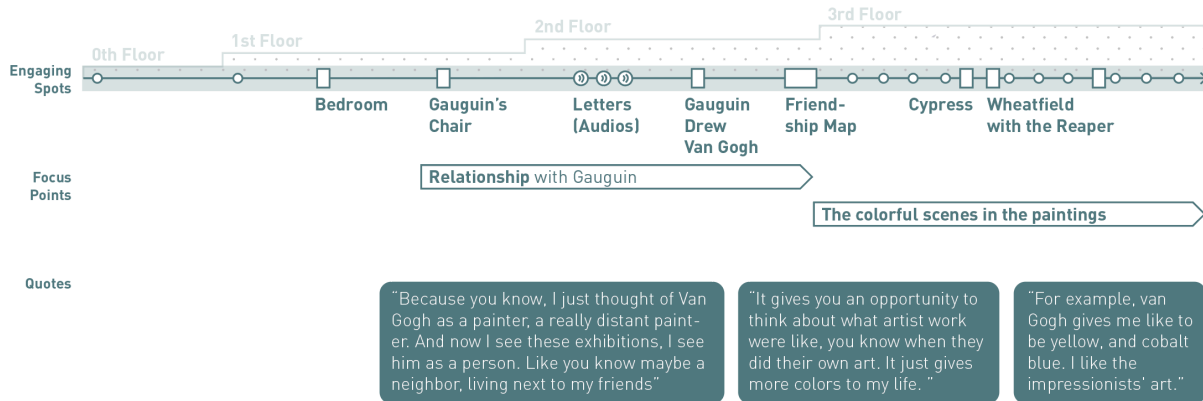 0th Floor
1st Floor
2nd Floor
3rd Floor
Engaging
Spots
Bedroom
Gauguin's
Chair
Letters
(Audios)
Gauguin
Drew
Van Gogh
Friend-
ship Map
Cypress
Wheatfield
with the Reaper
Focus
Points
Relationship with Gauguin
The colorful scenes in the paintings
Quotes
"Because you know, I just thought of Van
Gogh as a painter, a really distant paint-
er. And now I see these exhibitions, I see
him as a person. Like you know maybe a
neighbor, living next to my friends"
"It gives you an opportunity to
think about what artist work
were like, you know when they
did their own art. It just gives
more colors to my life. "
"For example, van
Gogh gives me like to
be yellow, and cobalt
blue. I like the
impressionists' art."